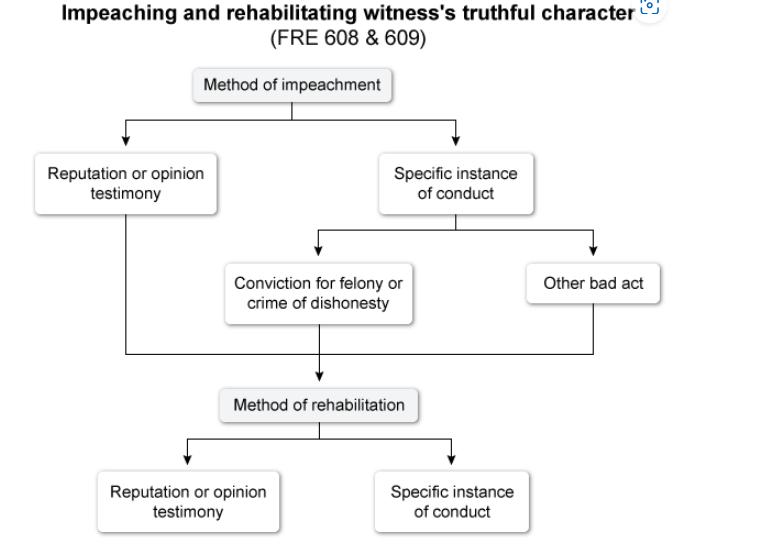 Impeaching and rehabilitating witness's truthful character
(FRE 608 & 609)
Method of impeachment
Reputation or opinion
testimony
Specific instance
of conduct
Conviction for felony or
crime of dishonesty
Other bad act
Method of rehabilitation
Reputation or opinion
testimony
Specific instance
of conduct